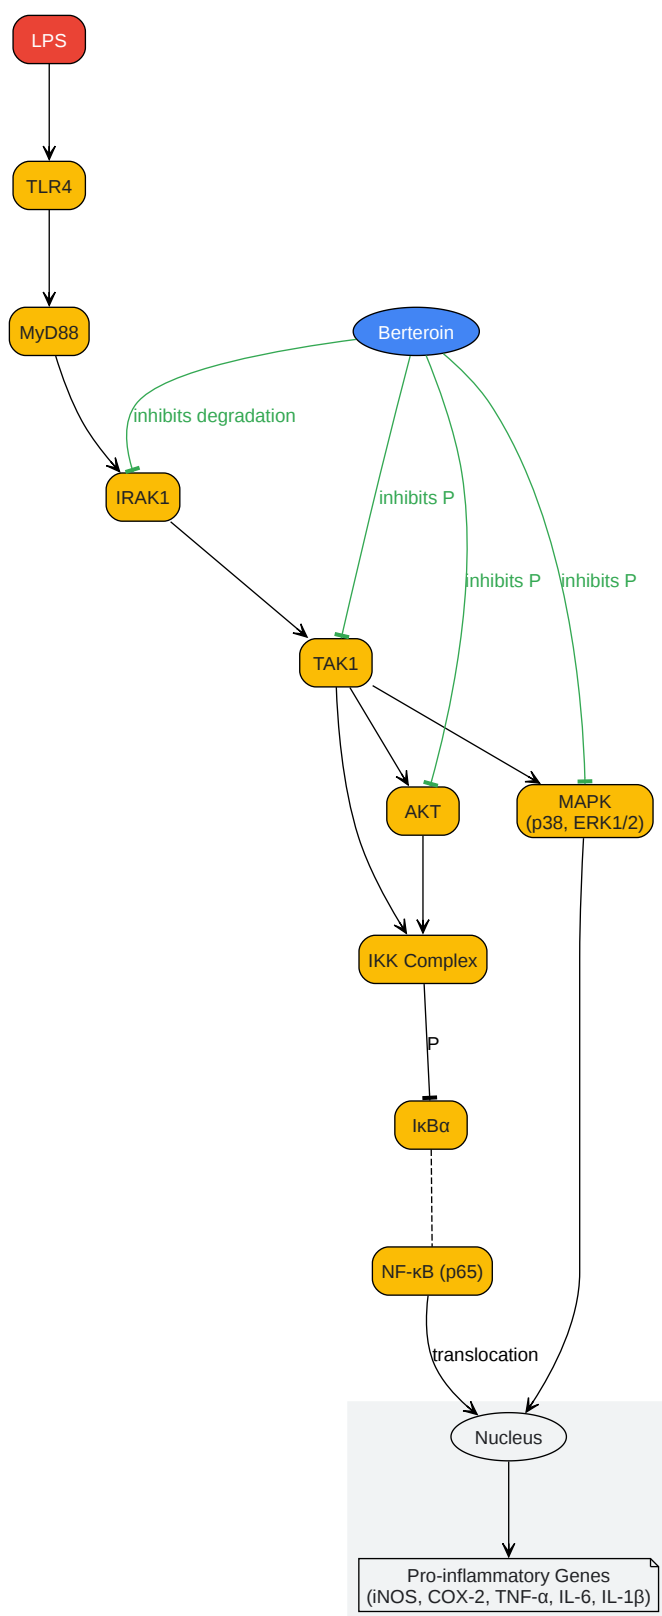 LPS
TLR4
MyD88
Berteroin
inhibits degradation
IRAK1
inhibits P
inhibits P
inhibits P
TAK1
AKT
MAPK
(p38, ERK1/2)
IKK Complex
P
IκBα
NF-κB (p65)
translocation
Nucleus
Pro-inflammatory Genes
(iNOS, COX-2, TNF-α, IL-6, IL-1β)